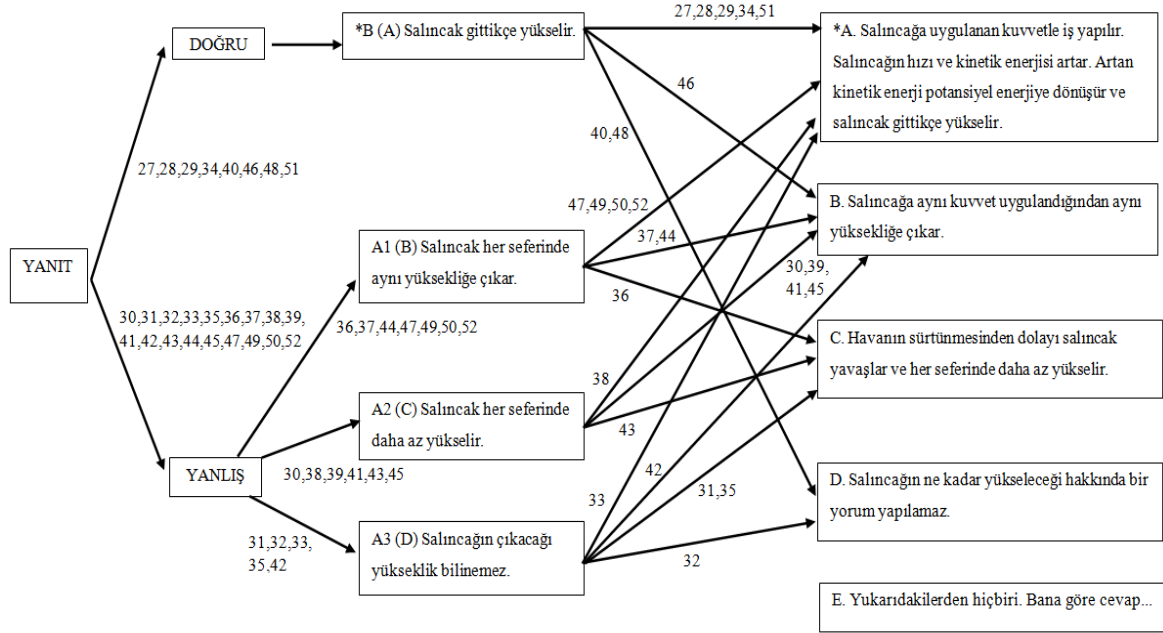 YANIT
DOĞRU
27,28,29,34,40,46,48,51
YANLIŞ
30,31,32,33,35,36,37,38,39,
41,42,43,44,45,47,49,50,52
*B (A) Salıncak gittikçe yükselir.
A1 (B) Salıncak her seferinde
aynı yüksekliğe çıkar.
36,37,44,47,49,50,52
A2 (C) Salıncak her seferinde
daha az yükselir.
30,38,39,41,43,45
A3 (D) Salıncağın çıkacağı
yükseklik bilinemez.
31,32,33,
35,42
27,28,29,34,51
46
40,48
47,49,50,52
37,44
36
30,39,
41,45
38
43
42
33
31,35
32
*A. Salıncağa uygulanan kuvvetle iş yapılır.
Salıncağın hızı ve kinetik enerjisi artar. Artan
kinetik enerji potansiyel enerjiye dönüşür ve
salıncak gittikçe yükselir.
B. Salıncağa aynı kuvvet uygulandığından aynı
yüksekliğe çıkar.
C. Havanın sürtünmesinden dolayı salıncak
yavaşlar ve her seferinde daha az yükselir.
D. Salıncağın ne kadar yükseleceği hakkında bir
yorum yapılamaz.
E. Yukarıdakilerden hiçbiri. Bana göre cevap...